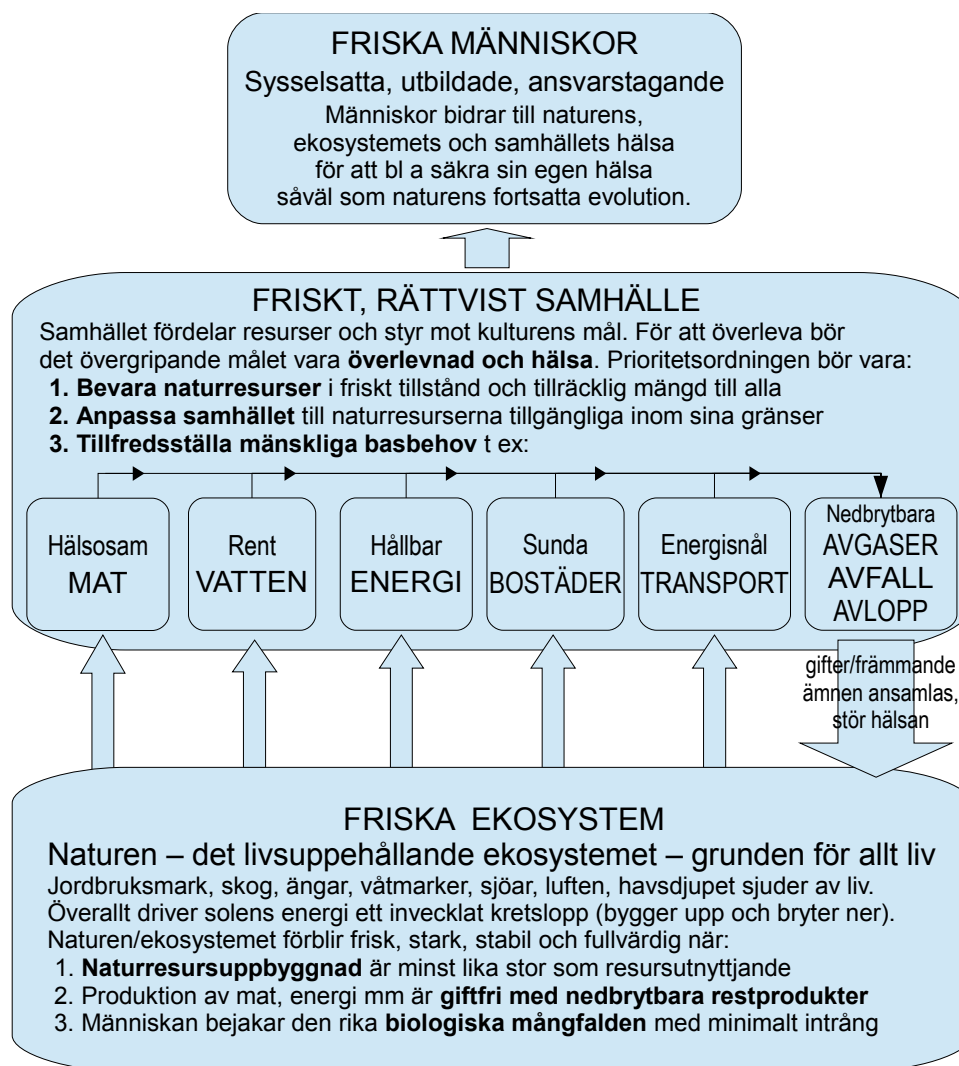 FRISKA MÄNNISKOR
Sysselsatta, utbildade, ansvarstagande
Människor bidrar till naturens,
ekosystemets och samhällets hälsa
för att bl a säkra sin egen hälsa
såväl som naturens fortsatta evolution.
FRISKT, RÄTTVIST SAMHÄLLE
Samhället fördelar resurser och styr mot kulturens mål. För att överleva bör
det övergripande målet vara överlevnad och hälsa. Prioritetsordningen bör vara:
1. Bevara naturresurser i friskt tillstånd och tillräcklig mängd till alla
2. Anpassa samhället till naturresurserna tillgängliga inom sina gränser
3. Tillfredsställa mänskliga basbehov t ex:
Hälsosam
MAT
Rent
VATTEN
Hållbar
ENERGI
Sunda
BOSTÄDER
Energisnål
TRANSPORT
Nedbrytbara
AVGASER
AVFALL
AVLOPP
gifter/främmande
ämnen ansamlas,
stör hälsan
FRISKA EKOSYSTEM
Naturen – det livsuppehållande ekosystemet – grunden för allt liv
Jordbruksmark, skog, ängar, våtmarker, sjöar, luften, havsdjupet sjuder av liv.
Överallt driver solens energi ett invecklat kretslopp (bygger upp och bryter ner).
Naturen/ekosystemet förblir frisk, stark, stabil och fullvärdig när:
1. Naturresursuppbyggnad är minst lika stor som resursutnyttjande
2. Produktion av mat, energi mm är giftfri med nedbrytbara restprodukter
3. Människan bejakar den rika biologiska mångfalden med minimalt intrång